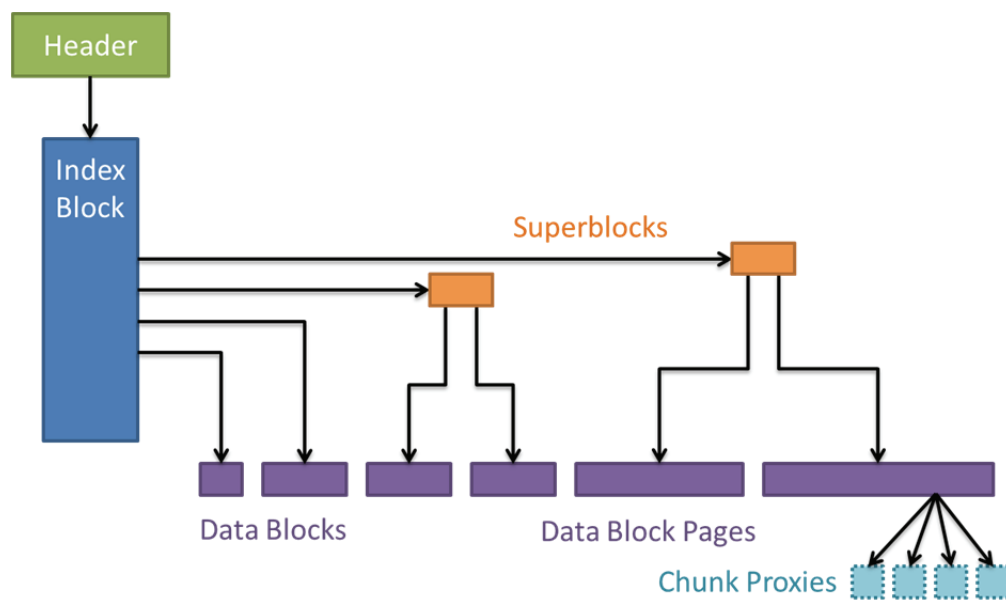 Header
Index
Block
Superblocks
Data Blocks
Data Block Pages
Chunk Proxies